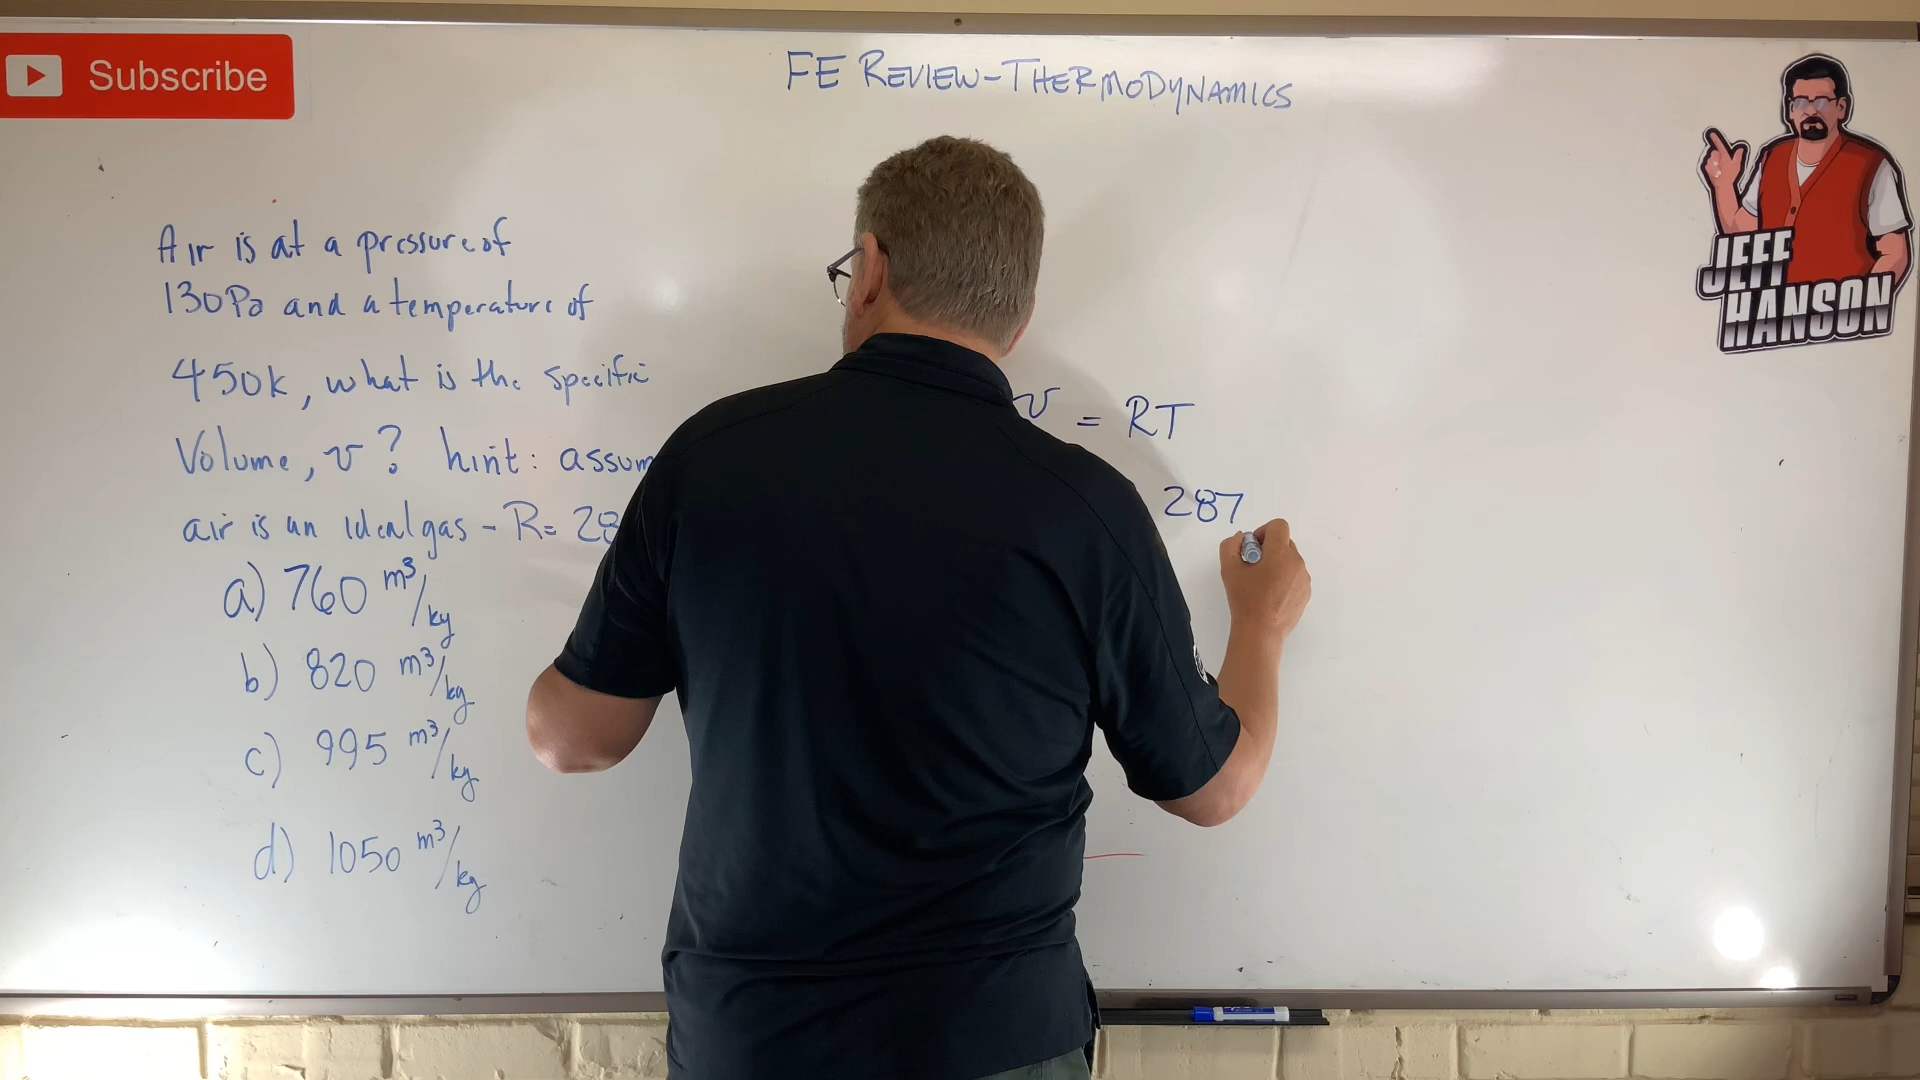 Subscribe
FE REVIEW-THERMODYNAMICS
JEFF
HANSON
Air is at a pressure of
130Pa and a temperature of
450K, what is the specific
Volume, v? hint: assum
air is an ideal gas - R= 28
a) 760 m³/kg
b) 820 m³/kg
c) 995 m³/kg
d) 1050 m³/kg
v = RT
287